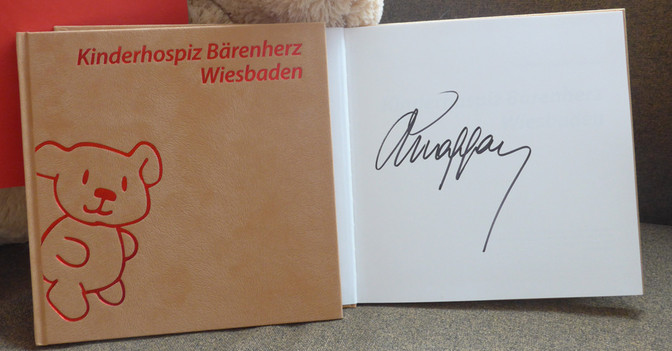 Kinderhospiz Bärenherz
Wiesbaden